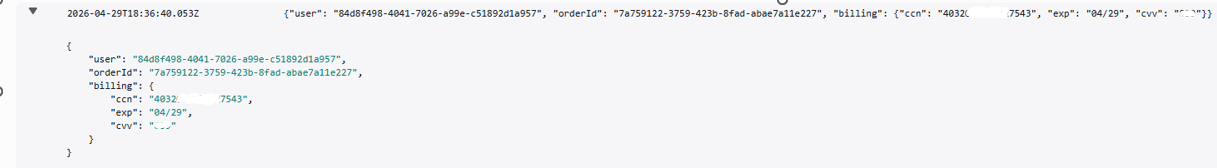 2026-04-29T18:36:40.053Z {"user": "84d8f498-4041-7026-a99e-c51892d1a957", "orderId": "7a759122-3759-423b-8fad-abae7a11e227", "billing": {"ccn": "4032 7543", "exp": "04/29", "cvv": " "}}
{
"user": "84d8f498-4041-7026-a99e-c51892d1a957",
"orderId": "7a759122-3759-423b-8fad-abae7a11e227",
"billing": {
"ccn": "4032 7543",
"exp": "04/29",
"cvv": " "
}
}